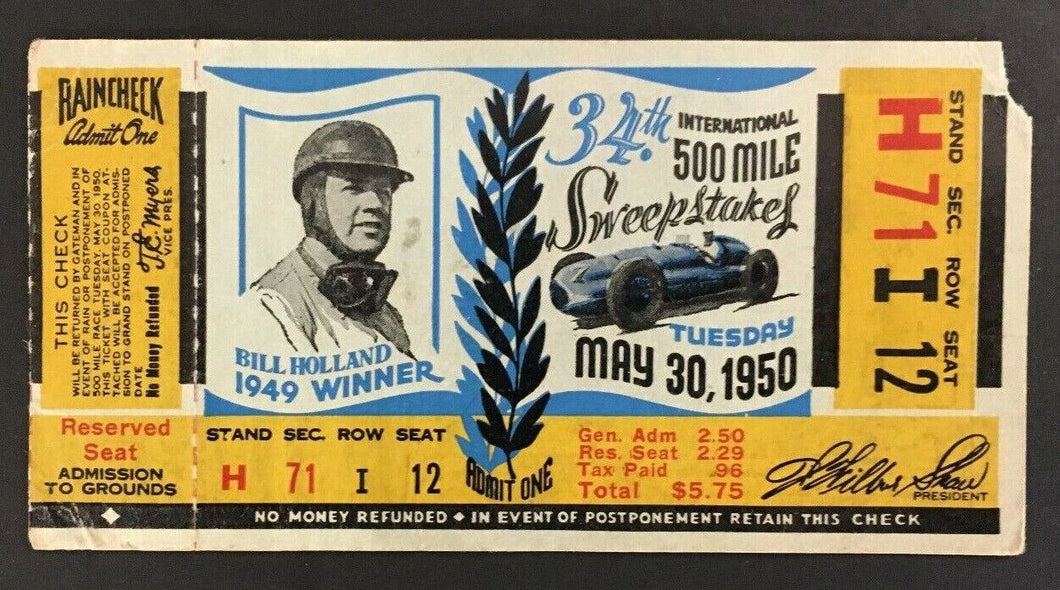 RAINCHECK
Admit One
THIS CHECK
WILL BE RETURNED BY GATEMAN AND IN
EVENT OF RAIN OR POSTPONEMENT OF
500 MILE RACE TUESDAY, MAY 30, 1950,
THIS TICKET WITH SEAT COUPON AT-
TACHED WILL BE ACCEPTED FOR ADMIS-
SION TO GRAND STAND ON POSTPONED
DATE
No Money Refunded
T.E. Myers
VICE PRES.
Reserved
Seat
ADMISSION
TO GROUNDS
BILL HOLLAND
1949 WINNER
34th.
INTERNATIONAL
500 MILE
Sweepstakes
TUESDAY
MAY 30, 1950
STAND SEC. ROW SEAT
H 71 I 12
ADMIT ONE
Gen. Adm 2.50
Res. Seat 2.29
Tax Paid .96
Total $5.75
Wilbur Shaw
PRESIDENT
STAND SEC. ROW SEAT
H 71 I 12
NO MONEY REFUNDED ◆ IN EVENT OF POSTPONEMENT RETAIN THIS CHECK